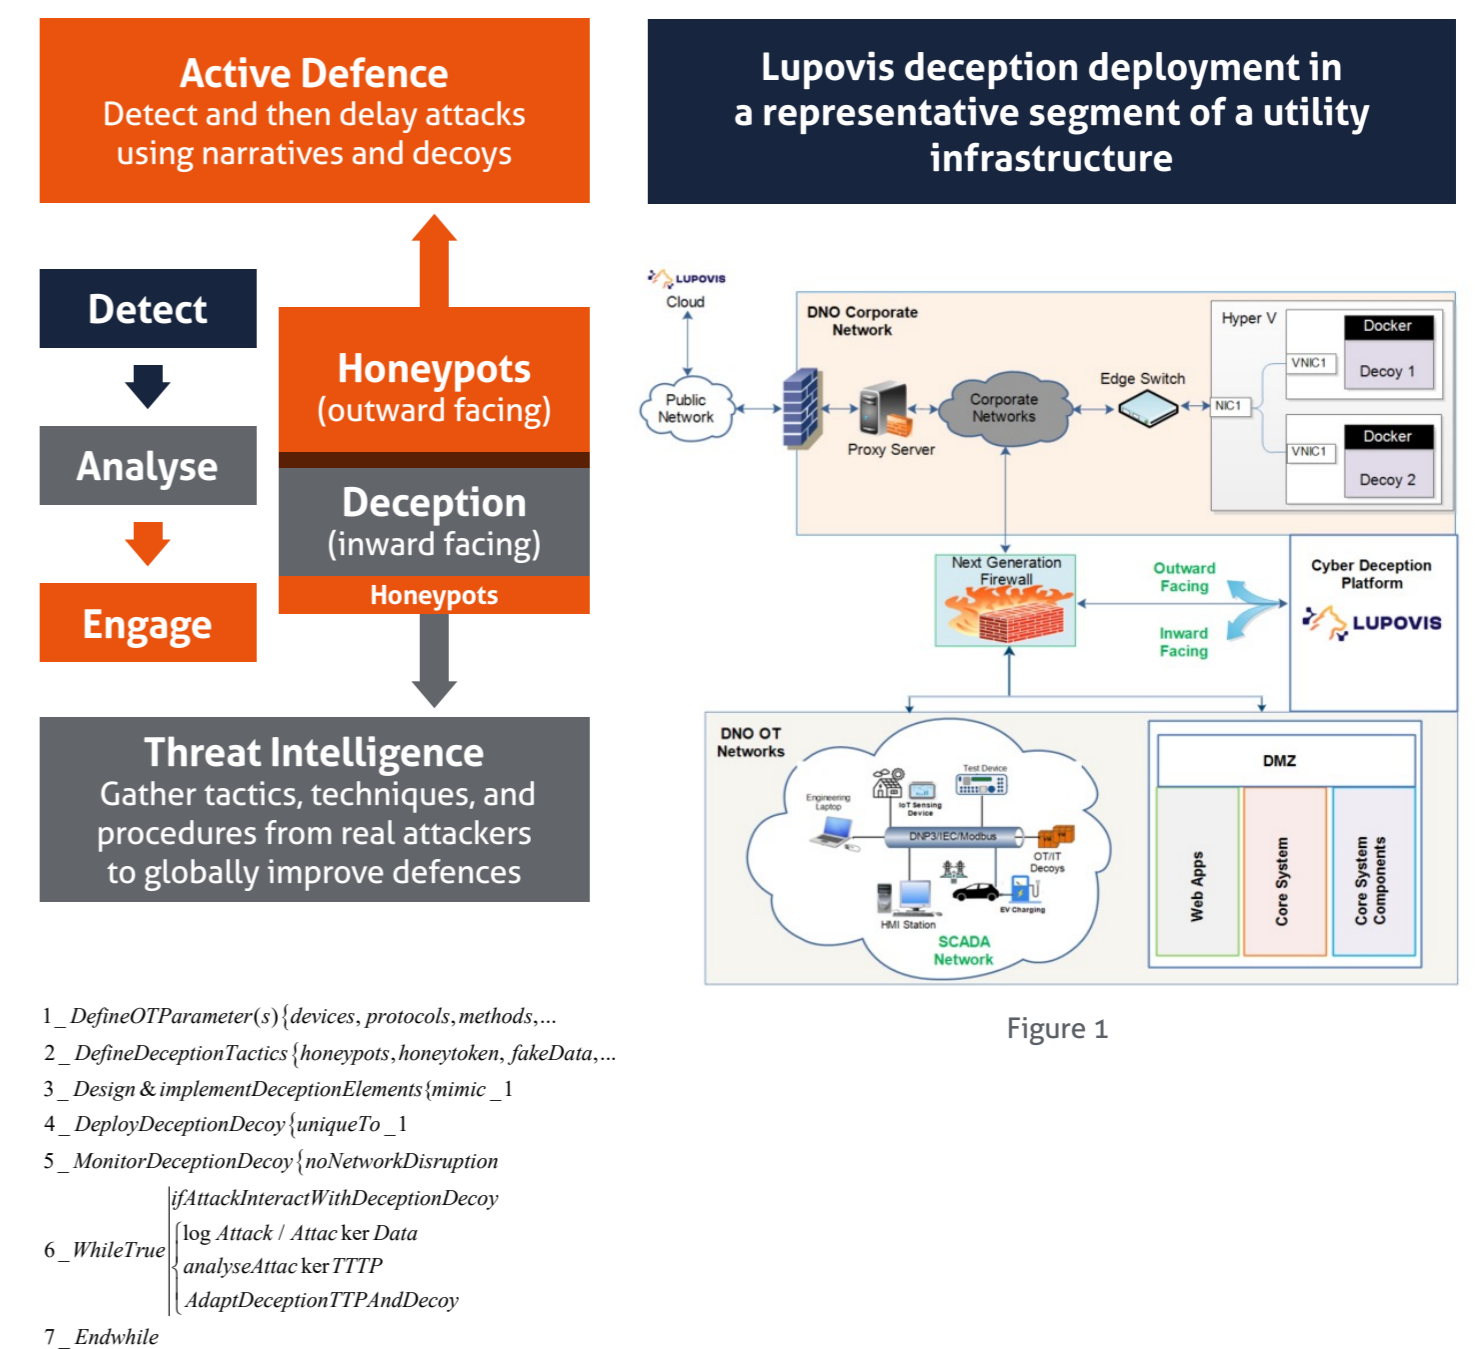 Active Defence
Detect and then delay attacks
using narratives and decoys
Detect
Analyse
Engage
Honeypots
(outward facing)
Deception
(inward facing)
Honeypots
Threat Intelligence
Gather tactics, techniques, and
procedures from real attackers
to globally improve defences
Lupovis deception deployment in
a representative segment of a utility
infrastructure
LUPOVIS
Cloud
Public
Network
DNO Corporate
Network
Proxy Server
Corporate
Networks
Edge Switch
Hyper V
NIC1
VNIC1
Docker
Decoy 1
VNIC1
Docker
Decoy 2
Next Generation
Firewall
Outward
Facing
Inward
Facing
Cyber Deception
Platform
LUPOVIS
DNO OT
Networks
Engineering
Laptop
IoT Sensing
Device
Test Device
DNP3/IEC/Modbus
OT/IT
Decoys
HMI Station
EV Charging
SCADA
Network
DMZ
Web Apps
Core System
Core System
Components
Figure 1
1_DefineOTParameter(s){devices, protocols, methods,...
2_DefineDeceptionTactics{honeypots, honeytoken, fakeData,...
3_Design & implementDeceptionElements{mimic_1
4_DeployDeceptionDecoy{uniqueTo_1
5_MonitorDeceptionDecoy{noNetworkDisruption
6_WhileTrue
ifAttackInteractWithDeceptionDecoy
log Attack / Attac ker Data
analyseAttac ker TTTP
AdaptDeceptionTTPAndDecoy
7_Endwhile